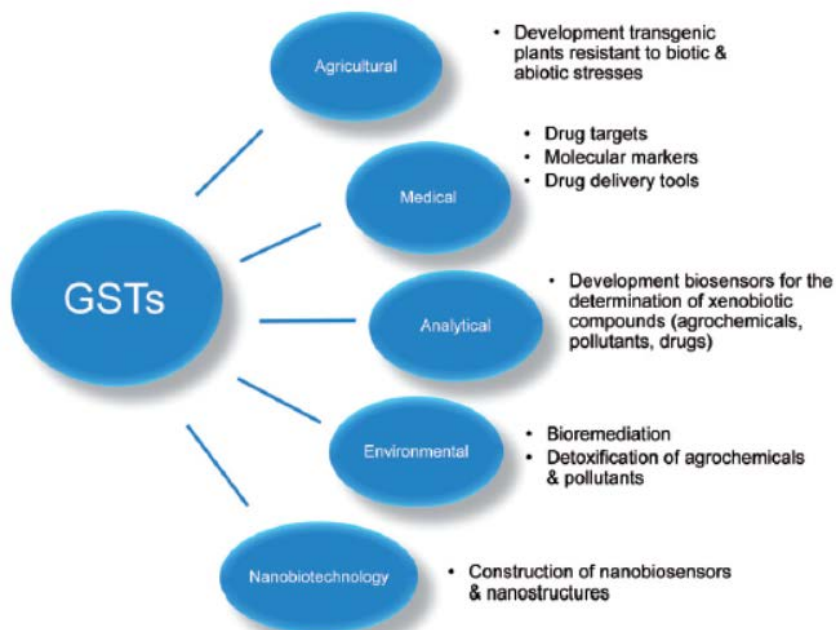 GSTs
Agricultural
• Development transgenic
plants resistant to biotic &
abiotic stresses
Medical
• Drug targets
• Molecular markers
• Drug delivery tools
Analytical
• Development biosensors for the
determination of xenobiotic
compounds (agrochemicals,
pollutants, drugs)
Environmental
• Bioremediation
• Detoxification of agrochemicals
& pollutants
Nanobiotechnology
• Construction of nanobiosensors
& nanostructures